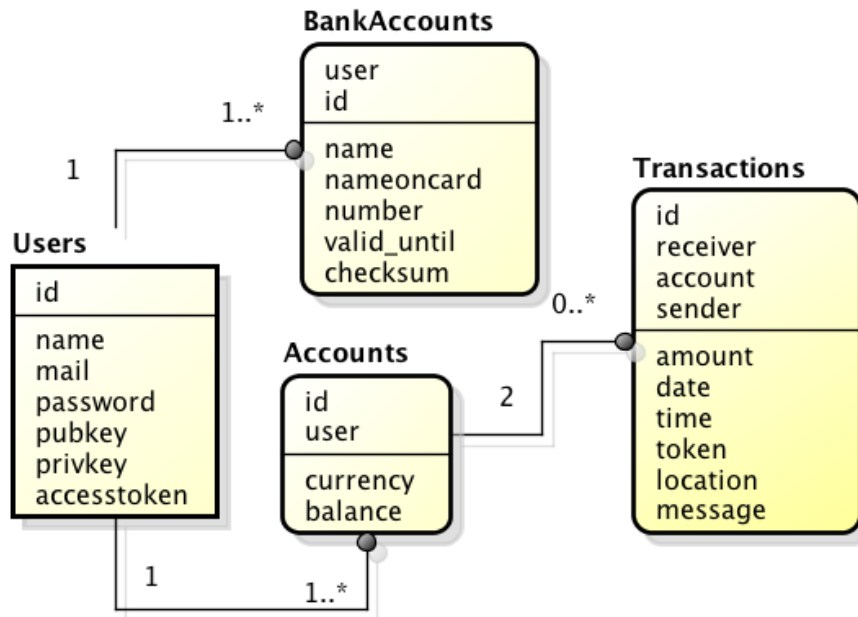 BankAccounts
user
id
name
nameoncard
number
valid_until
checksum
1..*
1
Users
id
name
mail
password
pubkey
privkey
accesstoken
Accounts
id
user
currency
balance
1
1..*
2
0..*
Transactions
id
receiver
account
sender
amount
date
time
token
location
message